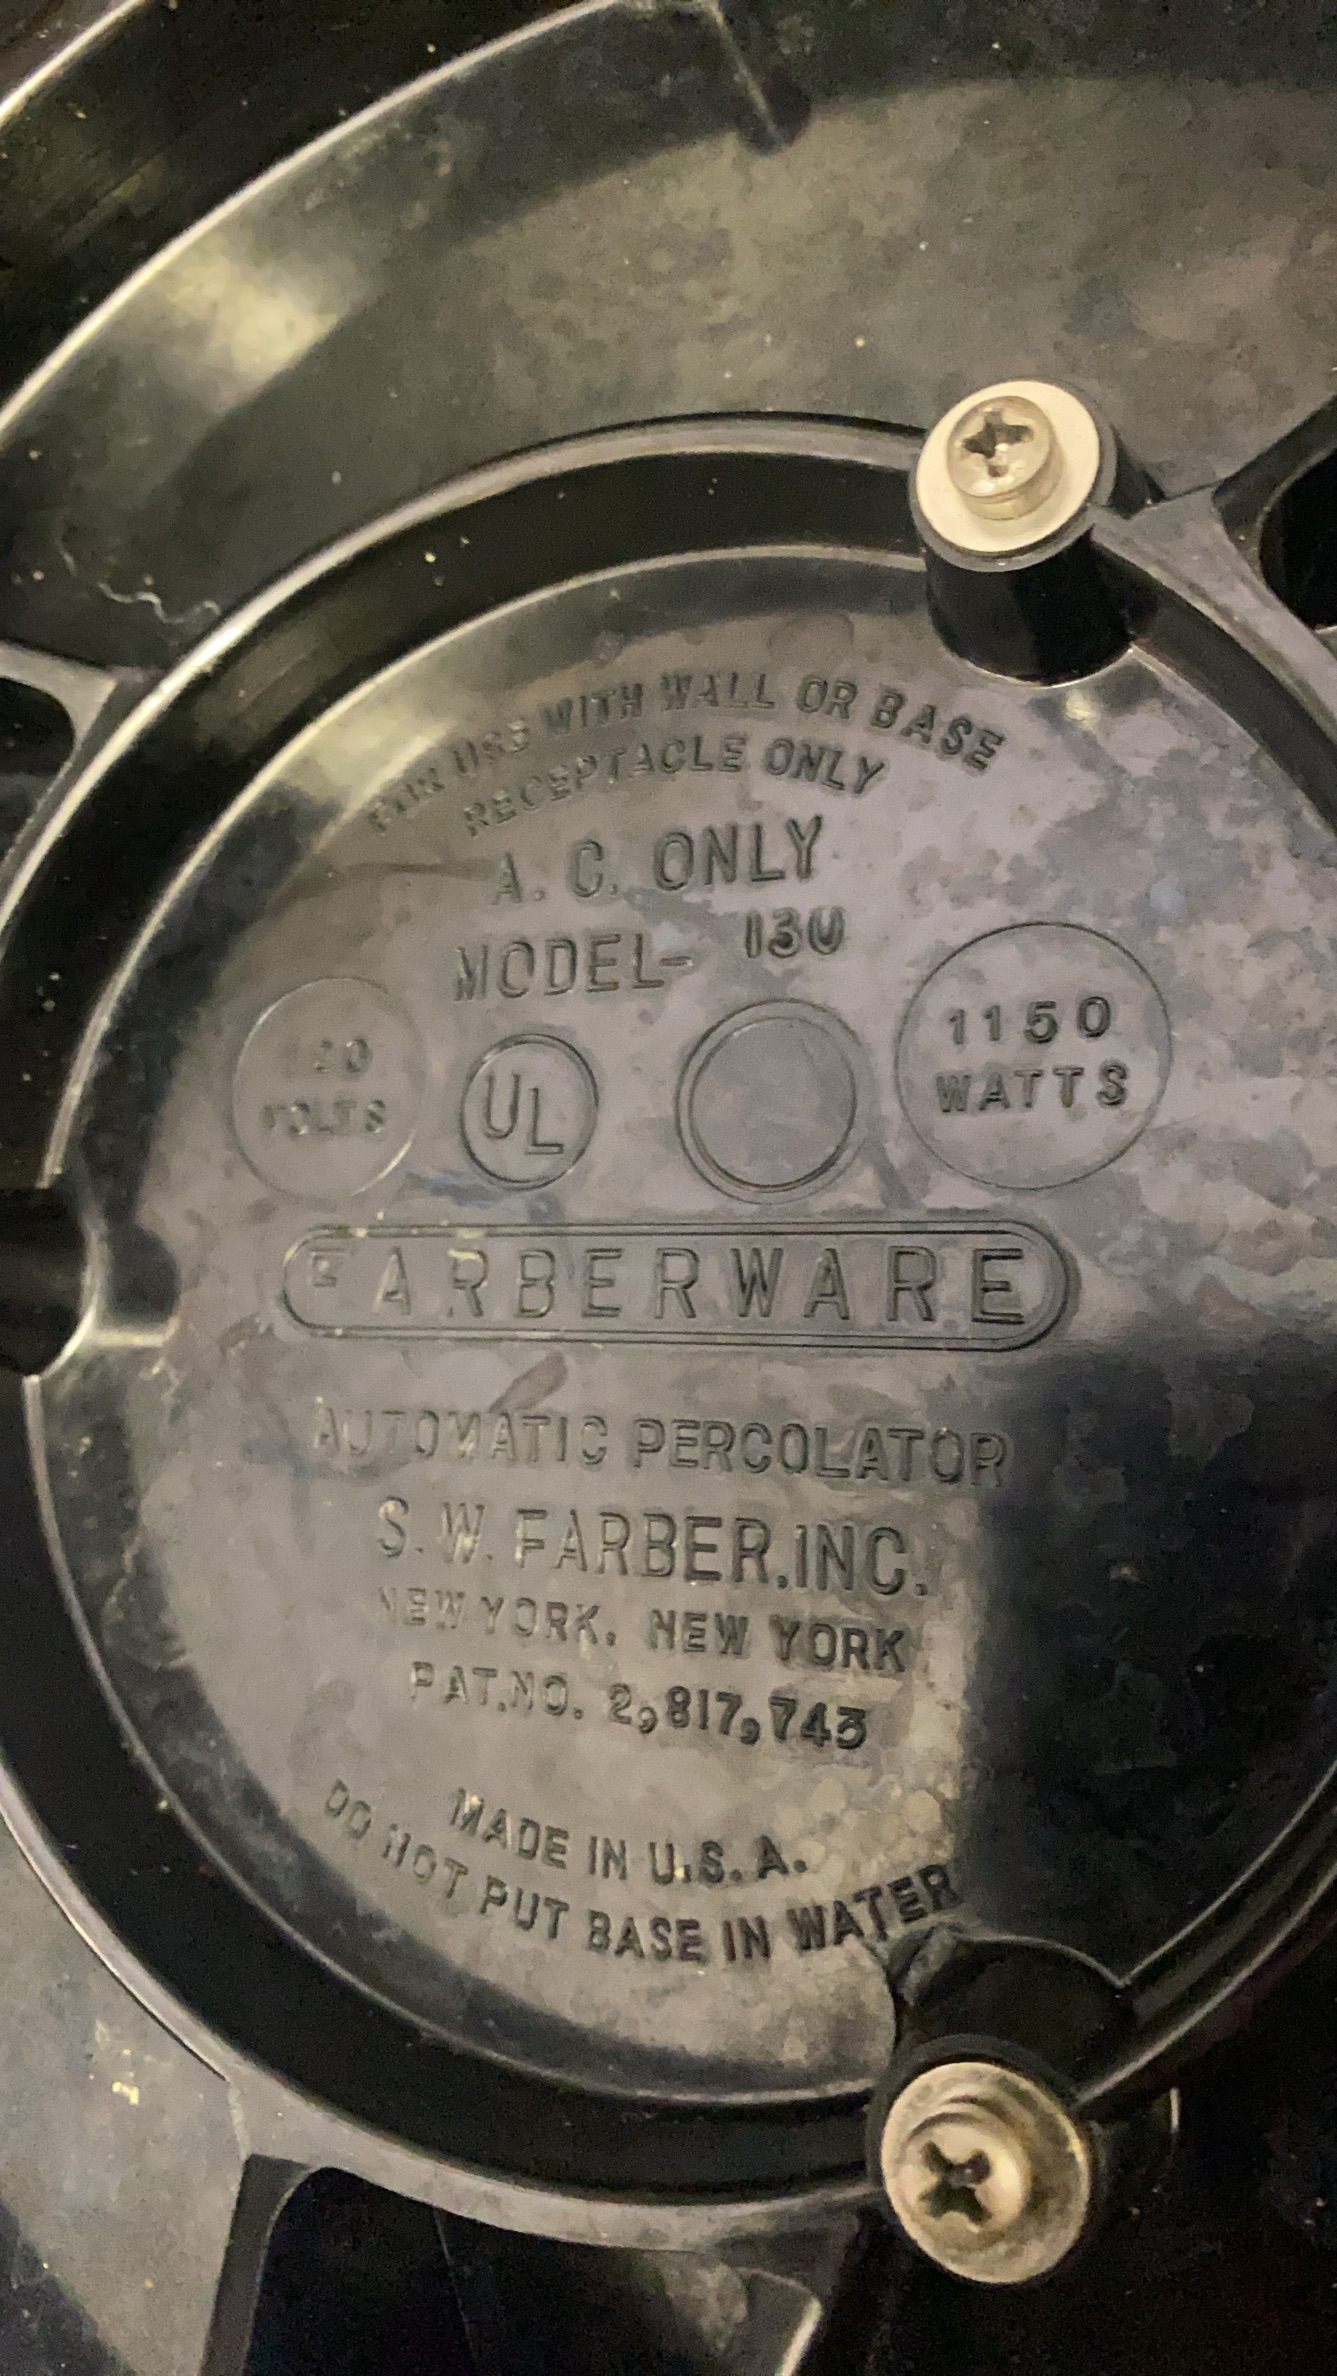 FOR USE WITH WALL OR BASE
RECEPTACLE ONLY
A. C. ONLY
MODEL- 13U
120
VOLTS
UL
1150
WATTS
FARBERWARE
AUTOMATIC PERCOLATOR
S. W. FARBER, INC.
NEW YORK, NEW YORK
PAT. NO. 2,817,743
MADE IN U.S.A.
DO NOT PUT BASE IN WATER